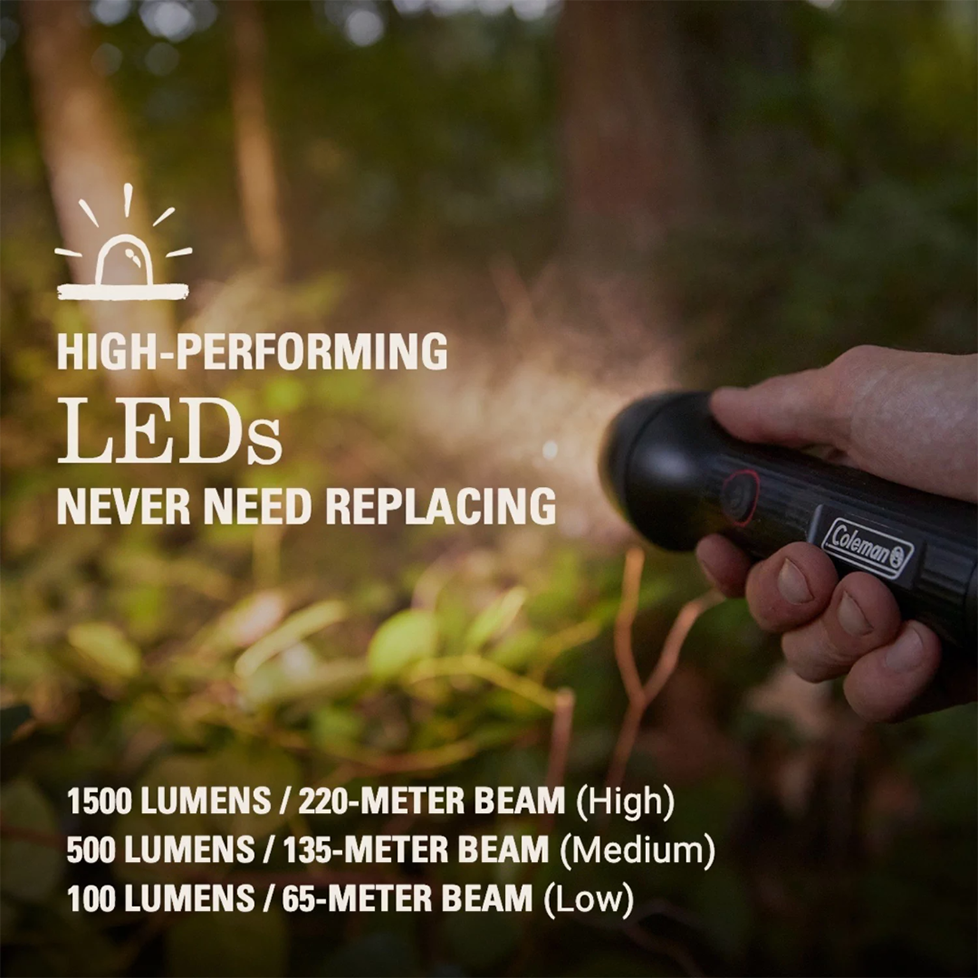 HIGH-PERFORMING
LEDs
NEVER NEED REPLACING
Coleman
1500 LUMENS / 220-METER BEAM (High)
500 LUMENS / 135-METER BEAM (Medium)
100 LUMENS / 65-METER BEAM (Low)